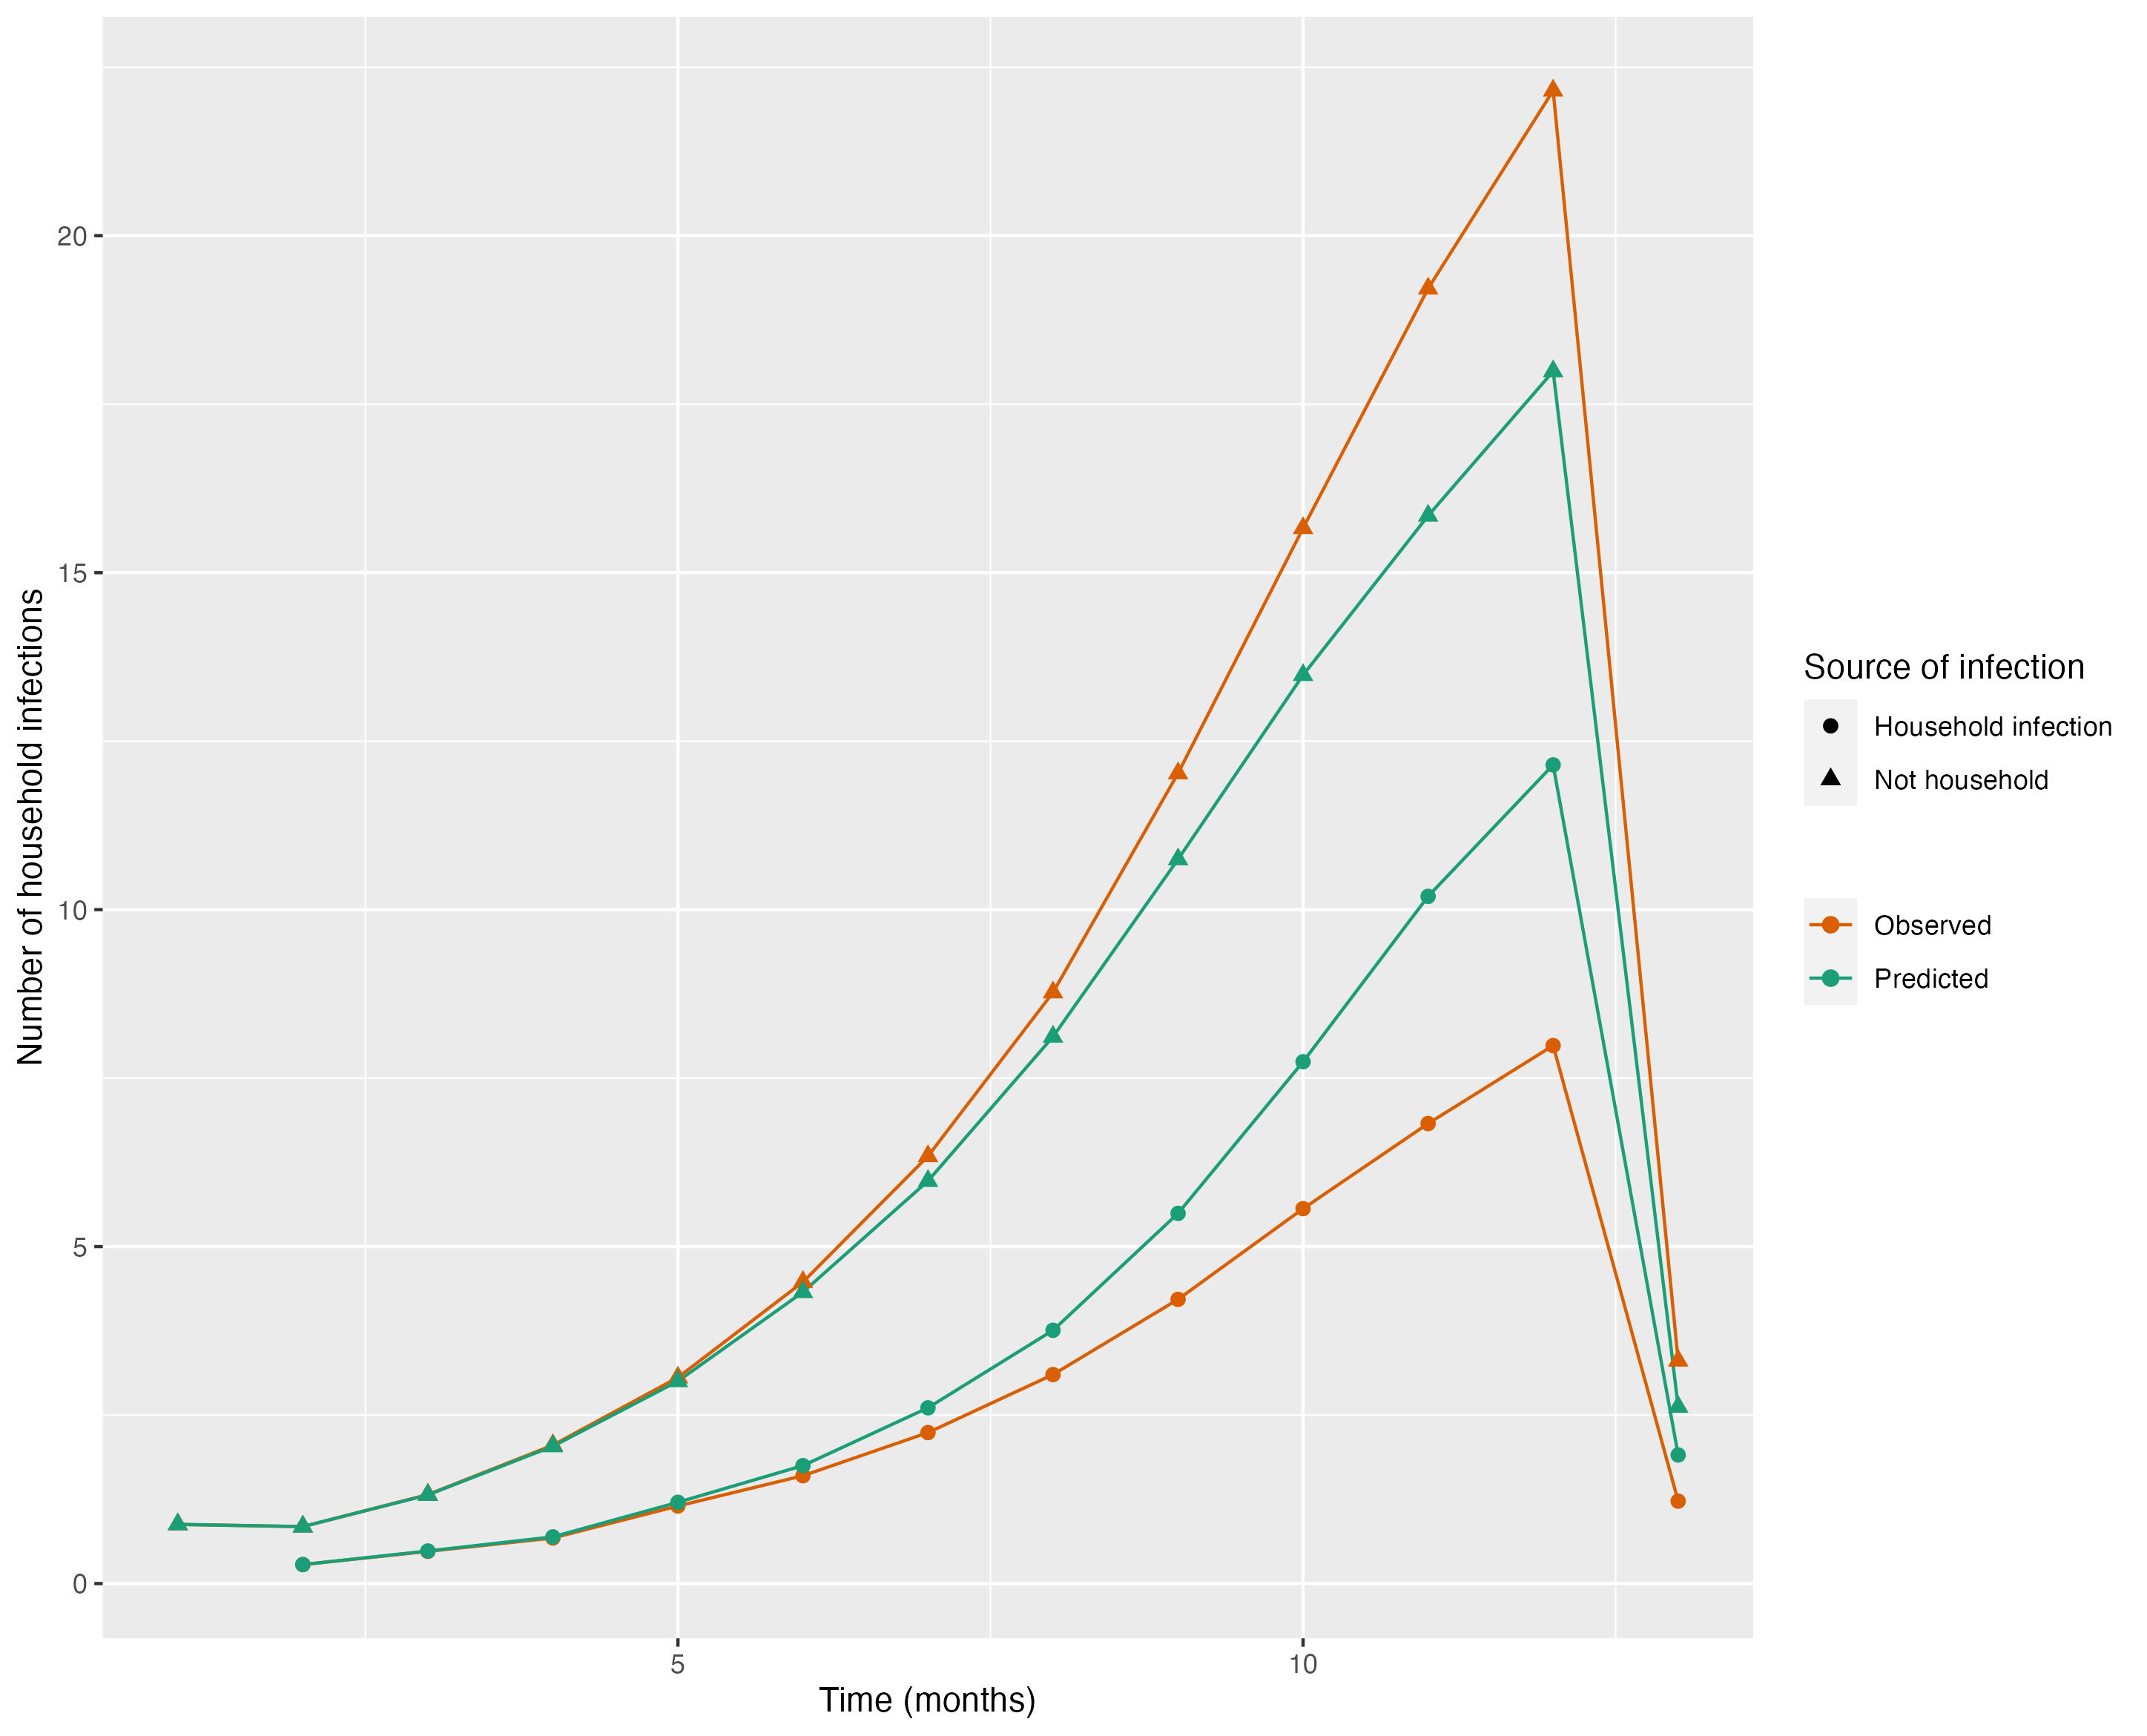 Number of household infections
20
15
10
5
0
5
10
Time (months)
Source of infection
Household infection
Not household
Observed
Predicted